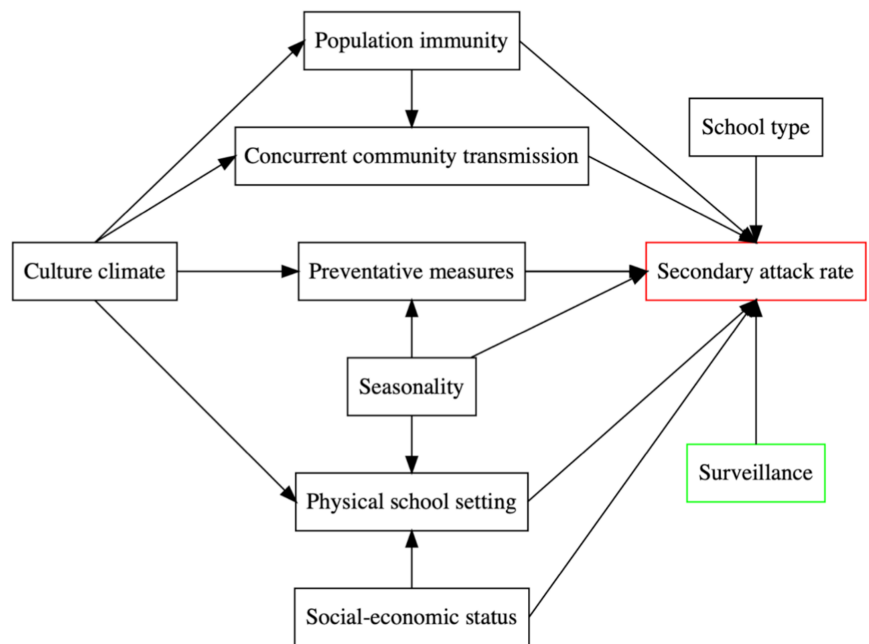 Population immunity
School type
Concurrent community transmission
Culture climate
Preventative measures
Secondary attack rate
Seasonality
Surveillance
Physical school setting
Social-economic status